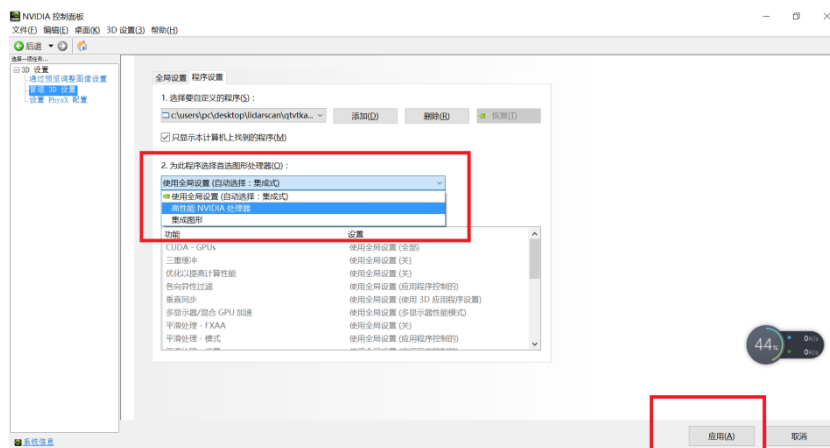 NVIDIA 控制面板
文件(F) 编辑(E) 桌面(K) 3D 设置(3) 帮助(H)
后退
选择一项任务...
3D 设置
通过预览调整图像设置
管理 3D 设置
设置 PhysX 配置
全局设置 程序设置
1. 选择要自定义的程序(S)：
c:\users\pc\desktop\lidarscan\qtvtka... 添加(D) 删除(R) 恢复(T)
只显示本计算机上找到的程序(M)
2. 为此程序选择首选图形处理器(O)：
使用全局设置 (自动选择：集成式)
使用全局设置 (自动选择：集成式)
高性能 NVIDIA 处理器
集成图形
功能 设置
CUDA - GPUs 使用全局设置 (全部)
三重缓冲 使用全局设置 (关)
优化以提高计算性能 使用全局设置 (关)
各向异性过滤 使用全局设置 (应用程序控制的)
垂直同步 使用全局设置 (使用 3D 应用程序设置)
多显示器/混合 GPU 加速 使用全局设置 (多显示器性能模式)
平滑处理 - FXAA 使用全局设置 (关)
平滑处理 - 模式 使用全局设置 (应用程序控制的)
44%
0K/s
0K/s
系统信息
应用(A) 取消